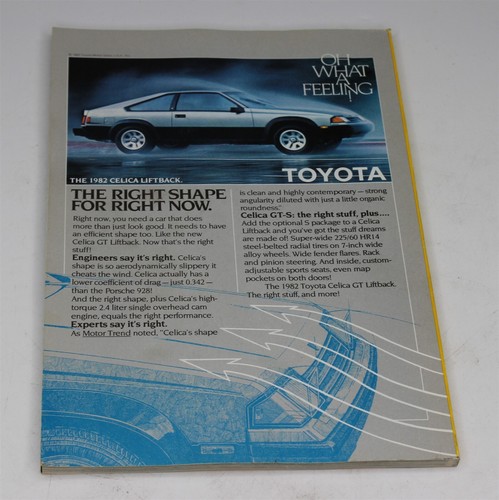 OH
WHAT
A
FEELING!
THE 1982 CELICA LIFTBACK.
TOYOTA
THE RIGHT SHAPE
FOR RIGHT NOW.
Right now, you need a car that does
more than just look good. It needs to have
an efficient shape too. Like the new
Celica GT Liftback. Now that's the right
stuff!
Engineers say it's right. Celica's
shape is so aerodynamically slippery it
cheats the wind. Celica actually has a
lower coefficient of drag — just 0.342 —
than the Porsche 928!
And the right shape, plus Celica's high-
torque 2.4 liter single overhead cam
engine, equals the right performance.
Experts say it's right.
As Motor Trend noted, "Celica's shape
is clean and highly contemporary — strong
angularity diluted with just a little organic
roundness."
Celica GT-S: the right stuff, plus....
Add the optional S package to a Celica
Liftback and you've got the stuff dreams
are made of! Super-wide 225/60 HR14
steel-belted radial tires on 7-inch wide
alloy wheels. Wide fender flares. Rack
and pinion steering. And inside, custom-
adjustable sports seats, even map
pockets on both doors!
The 1982 Toyota Celica GT Liftback.
The right stuff, and more!